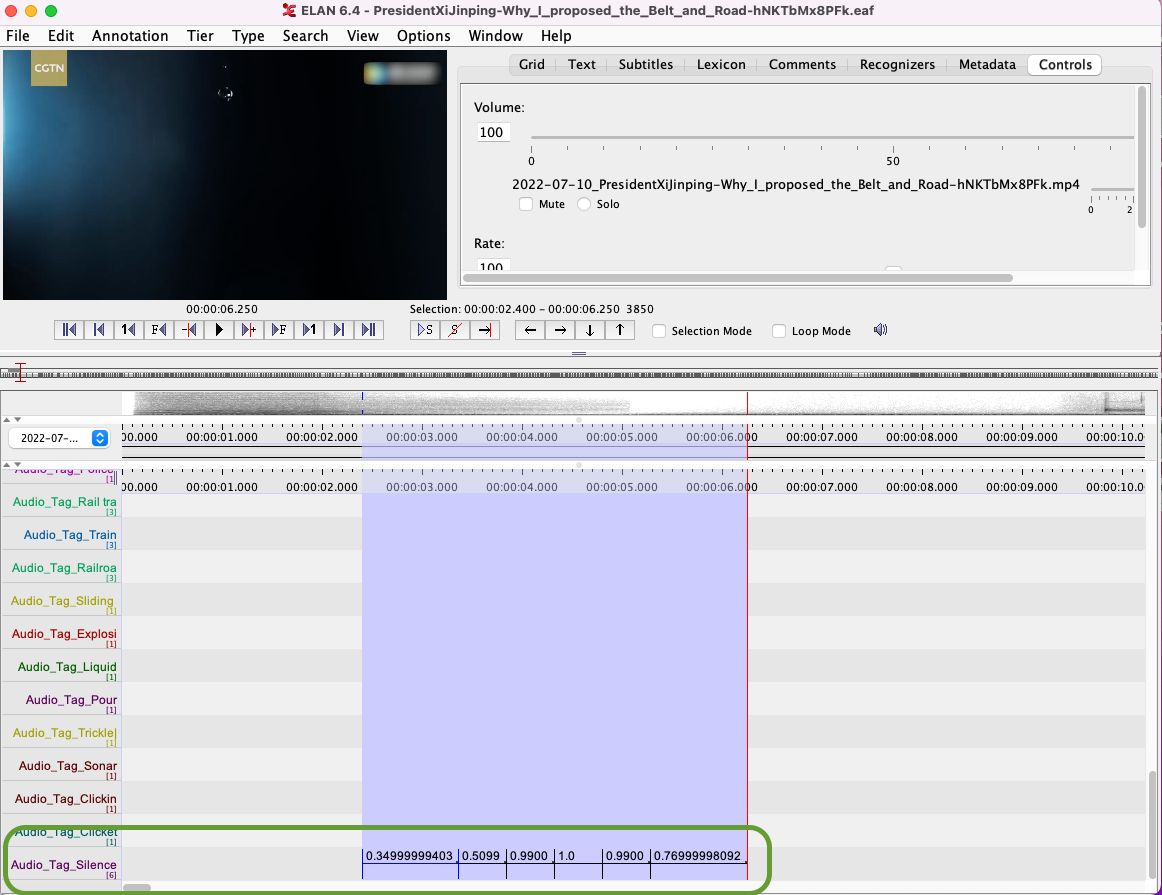 ELAN 6.4 - PresidentXiJinping-Why_I_proposed_the_Belt_and_Road-hNKTbMx8PFk.eaf
File Edit Annotation Tier Type Search View Options Window Help
CGTN
Grid Text Subtitles Lexicon Comments Recognizers Metadata Controls
Volume:
100
0 50
2022-07-10_PresidentXiJinping-Why_I_proposed_the_Belt_and_Road-hNKTbMx8PFk.mp4
Mute Solo
0 2
Rate:
100
00:00:06.250 Selection: 00:00:02.400 - 00:00:06.250 3850
1 F F 1 S S Selection Mode Loop Mode
2022-07-... 00.000 00:00:01.000 00:00:02.000 00:00:03.000 00:00:04.000 00:00:05.000 00:00:06.000 00:00:07.000 00:00:08.000 00:00:09.000 00:00:10.0
Audio_Tag_Police
[1]
00.000 00:00:01.000 00:00:02.000 00:00:03.000 00:00:04.000 00:00:05.000 00:00:06.000 00:00:07.000 00:00:08.000 00:00:09.000 00:00:10.0
Audio_Tag_Rail tra
[3]
Audio_Tag_Train
[3]
Audio_Tag_Railroa
[3]
Audio_Tag_Sliding
[1]
Audio_Tag_Explosi
[1]
Audio_Tag_Liquid
[1]
Audio_Tag_Pour
[1]
Audio_Tag_Trickle
[1]
Audio_Tag_Sonar
[1]
Audio_Tag_Clickin
[1]
Audio_Tag_Clicket
[1]
Audio_Tag_Silence 0.34999999403 0.5099 0.9900 1.0 0.9900 0.76999998092
[6]